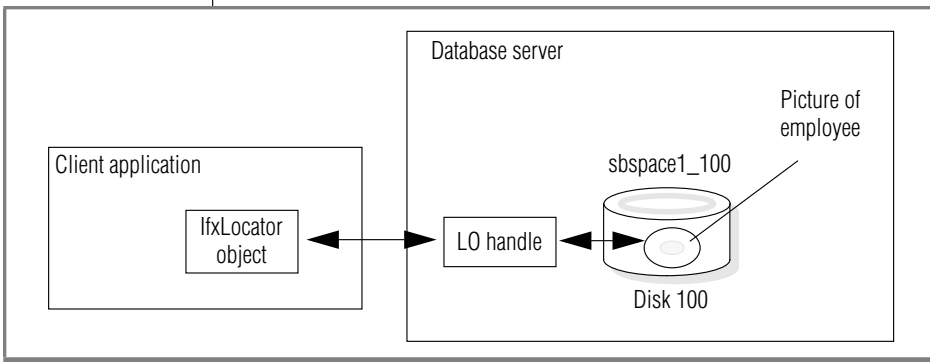 Database server
Picture of
employee
Client application
sbspace1_100
IfxLocator
object
LO handle
Disk 100